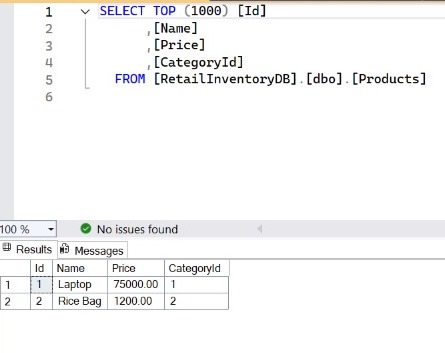 1 SELECT TOP (1000) [Id]
2 ,[Name]
3 ,[Price]
4 ,[CategoryId]
5 FROM [RetailInventoryDB].[dbo].[Products]
6
100 % No issues found
Results Messages
Id Name Price CategoryId
1 1 Laptop 75000.00 1
2 2 Rice Bag 1200.00 2